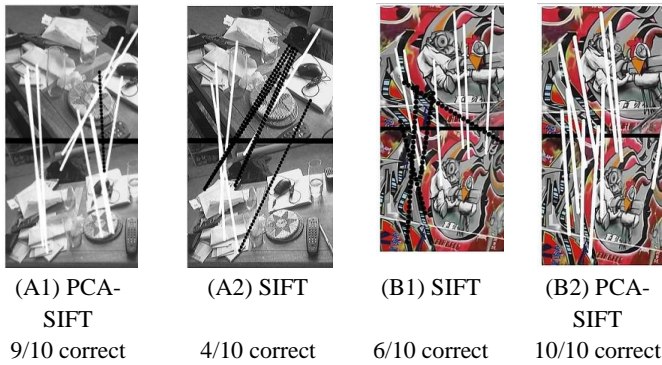 (A1) PCA-
SIFT
9/10 correct
(A2) SIFT
4/10 correct
(B1) SIFT
6/10 correct
(B2) PCA-
SIFT
10/10 correct